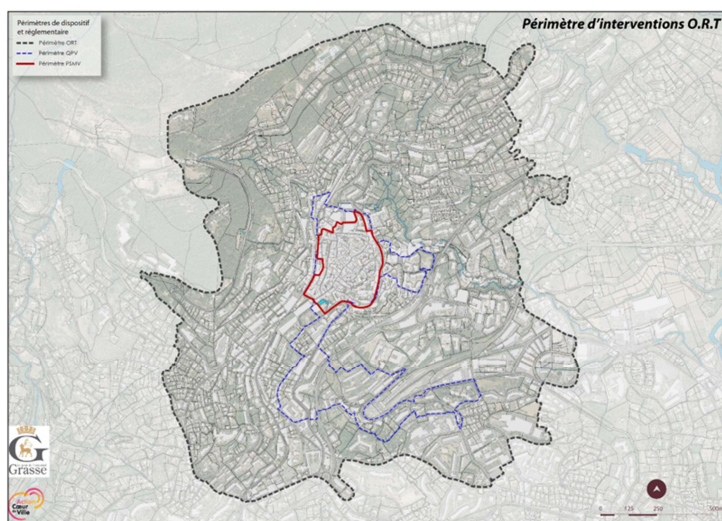 Périmètre d'interventions O.R.T
Périmètres de dispositif
et réglementaire
Périmètre ORT
Périmètre QPV
Périmètre PSMV
Grasse
Action
Cœur
de Ville
0 125 250 500